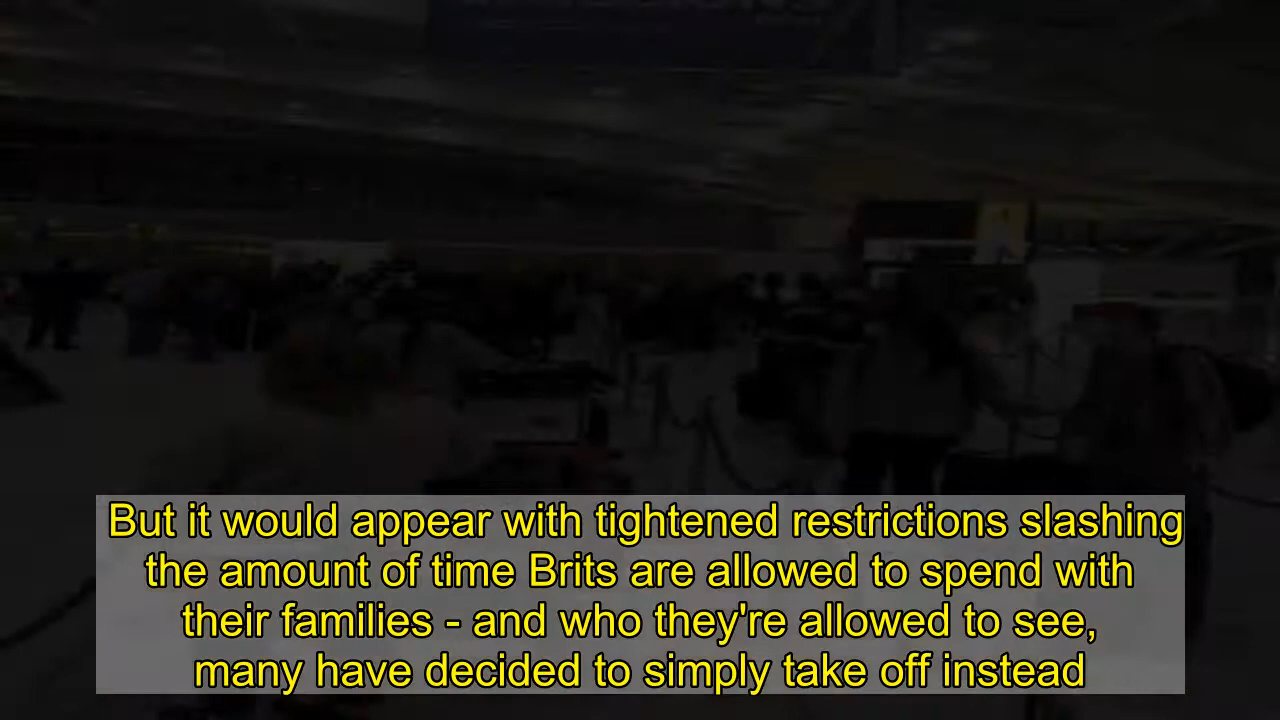 But it would appear with tightened restrictions slashing
the amount of time Brits are allowed to spend with
their families - and who they're allowed to see,
many have decided to simply take off instead